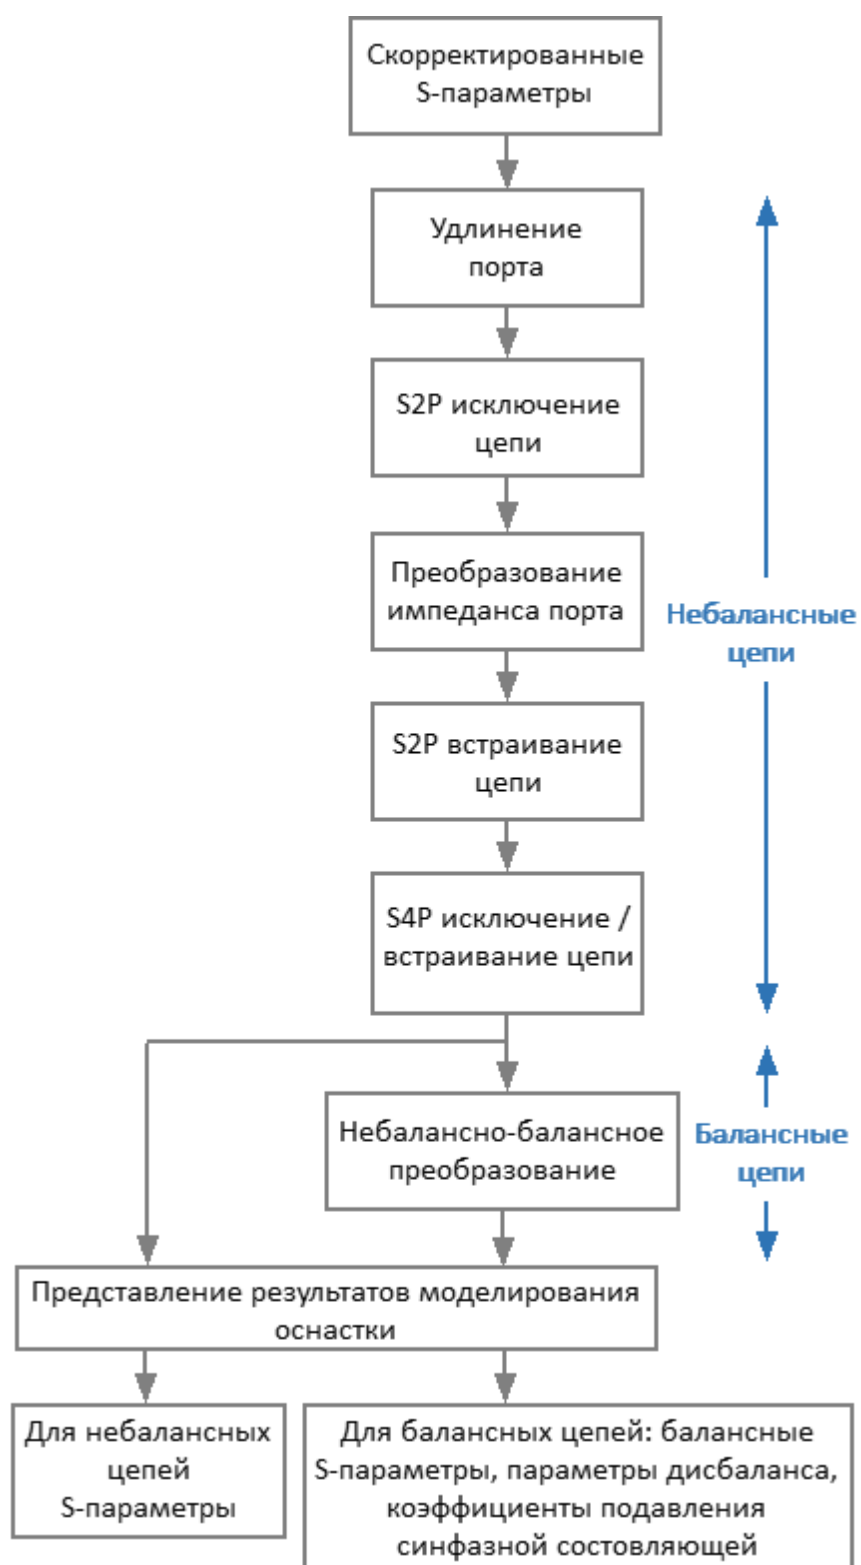 Скорректированные
S-параметры
Удлинение
порта
S2P исключение
цепи
Преобразование
импеданса порта
Небалансные
цепи
S2P встраивание
цепи
S4P исключение /
встраивание цепи
Небалансно-балансное
преобразование
Балансные
цепи
Представление результатов моделирования
оснастки
Для небалансных
цепей
S-параметры
Для балансных цепей: балансные
S-параметры, параметры дисбаланса,
коэффициенты подавления
синфазной состовляющей